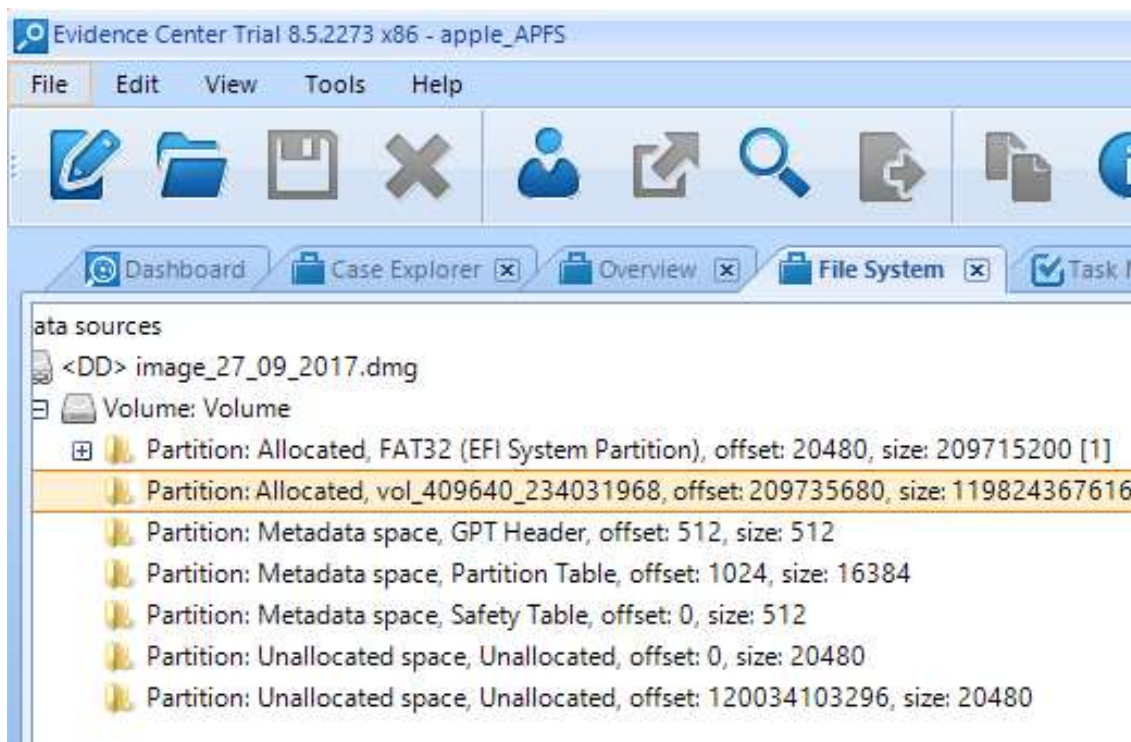 Evidence Center Trial 8.5.2273 x86 - apple_APFS
File Edit View Tools Help
Dashboard Case Explorer Overview File System Task
ata sources
<DD> image_27_09_2017.dmg
Volume: Volume
Partition: Allocated, FAT32 (EFI System Partition), offset: 20480, size: 209715200 [1]
Partition: Allocated, vol_409640_234031968, offset: 209735680, size: 119824367616
Partition: Metadata space, GPT Header, offset: 512, size: 512
Partition: Metadata space, Partition Table, offset: 1024, size: 16384
Partition: Metadata space, Safety Table, offset: 0, size: 512
Partition: Unallocated space, Unallocated, offset: 0, size: 20480
Partition: Unallocated space, Unallocated, offset: 120034103296, size: 20480